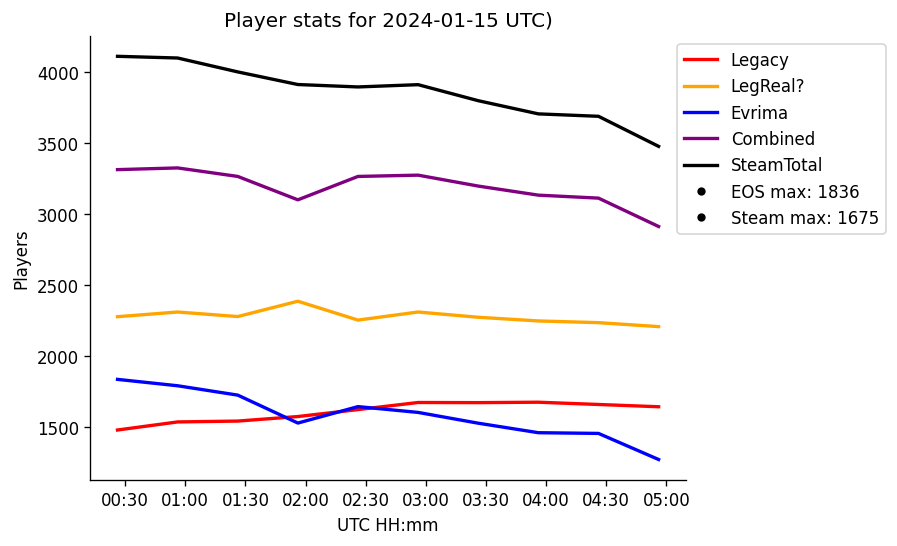 Player stats for 2024-01-15 UTC)
Legacy
LegReal?
Evrima
Combined
SteamTotal
EOS max: 1836
Steam max: 1675
Players
4000
3500
3000
2500
2000
1500
00:30 01:00 01:30 02:00 02:30 03:00 03:30 04:00 04:30 05:00
UTC HH:mm